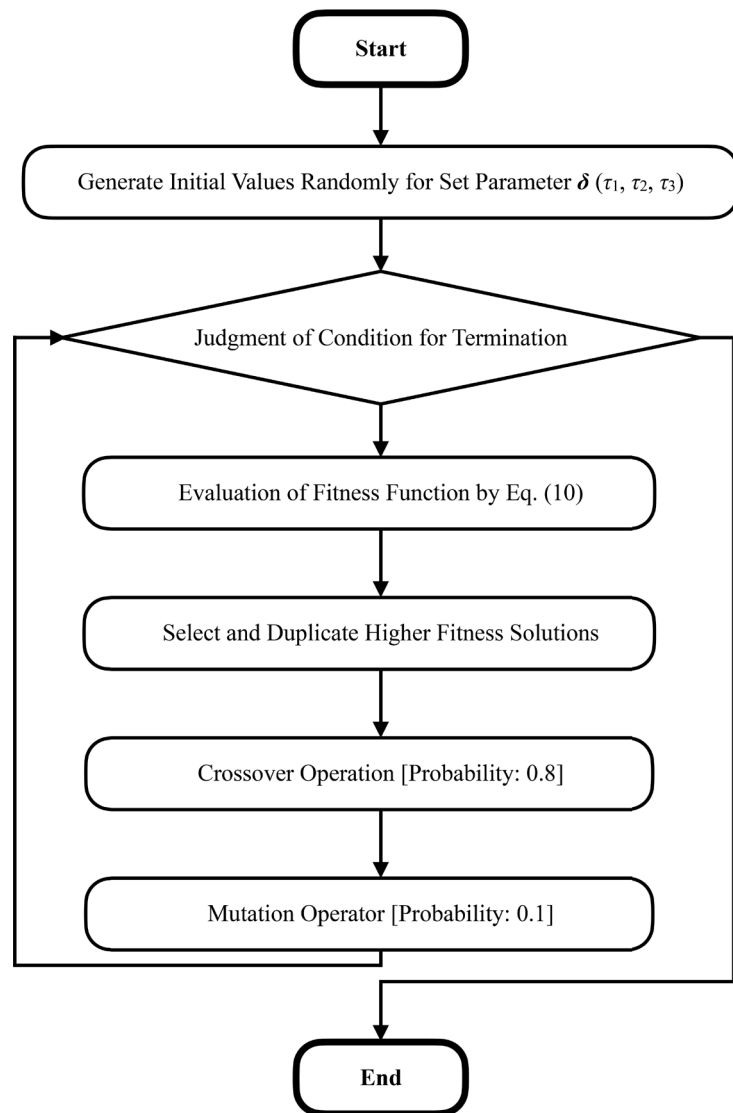 Start
Generate Initial Values Randomly for Set Parameter δ (τ₁, τ₂, τ₃)
Judgment of Condition for Termination
Evaluation of Fitness Function by Eq. (10)
Select and Duplicate Higher Fitness Solutions
Crossover Operation [Probability: 0.8]
Mutation Operator [Probability: 0.1]
End